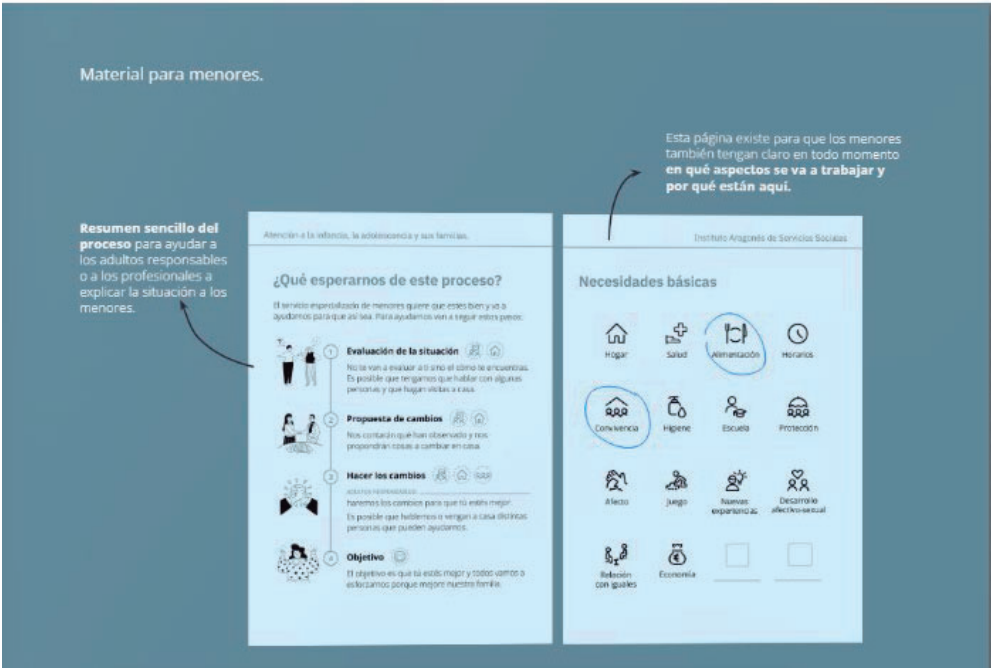 Material para menores.
Esta página existe para que los menores
también tengan claro en todo momento
en qué aspectos se va a trabajar y
por qué están aquí.
Resumen sencillo del
proceso para ayudar a
los adultos responsables
o a los profesionales a
explicar la situación a los
menores.
Atención a la infancia, la adolescencia y sus familias.
¿Qué esperarnos de este proceso?
El servicio especializado de menores quiere que estés bien y va a
ayudarnos para que así sea. Para ayudarnos van a seguir estos pasos:
1
Evaluación de la situación
No te van a evaluar a ti sino el cómo te encuentras.
Es posible que tengamos que hablar con algunas
personas y que hagan visitas a casa.
2
Propuesta de cambios
Nos contarán qué han observado y nos
propondrán cosas a cambiar en casa.
3
Hacer los cambios
haremos los cambios para que tú estés mejor.
Es posible que hablemos o vengan a casa distintas
personas que pueden ayudarnos.
4
Objetivo
El objetivo es que tú estés mejor y todos vamos a
esforzarnos porque mejore nuestra familia.
Instituto Aragonés de Servicios Sociales
Necesidades básicas
Hogar
Salud
Alimentación
Horarios
Convivencia
Higiene
Escuela
Protección
Afecto
Juego
Nuevas
experiencias
Desarrollo
afectivo-sexual
Relación
con iguales
Economía